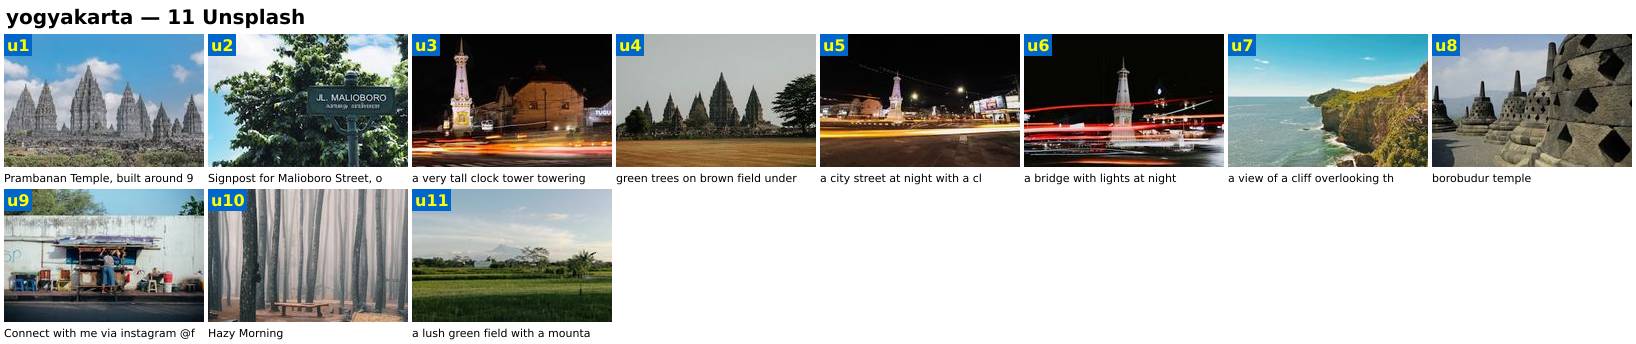 yogyakarta — 11 Unsplash
u1
u2
u3
u4
u5
u6
u7
u8
JL. MALIOBORO
TUGU
Prambanan Temple, built around 9
Signpost for Malioboro Street, o
a very tall clock tower towering
green trees on brown field under
a city street at night with a cl
a bridge with lights at night
a view of a cliff overlooking th
borobudur temple
u9
u10
u11
Connect with me via instagram @f
Hazy Morning
a lush green field with a mounta